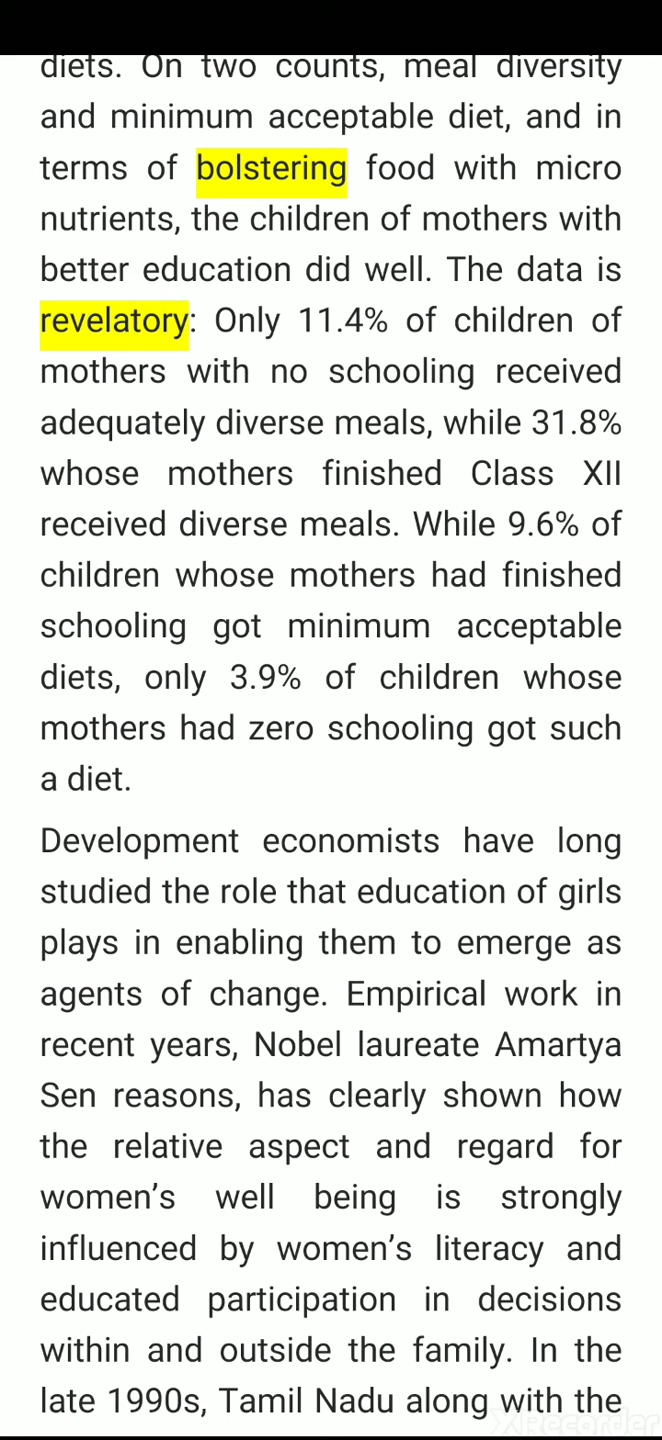 diets. On two counts, meal diversity
and minimum acceptable diet, and in
terms of bolstering food with micro
nutrients, the children of mothers with
better education did well. The data is
revelatory: Only 11.4% of children of
mothers with no schooling received
adequately diverse meals, while 31.8%
whose mothers finished Class XII
received diverse meals. While 9.6% of
children whose mothers had finished
schooling got minimum acceptable
diets, only 3.9% of children whose
mothers had zero schooling got such
a diet.
Development economists have long
studied the role that education of girls
plays in enabling them to emerge as
agents of change. Empirical work in
recent years, Nobel laureate Amartya
Sen reasons, has clearly shown how
the relative aspect and regard for
women's well being is strongly
influenced by women's literacy and
educated participation in decisions
within and outside the family. In the
late 1990s, Tamil Nadu along with the
XRecorder